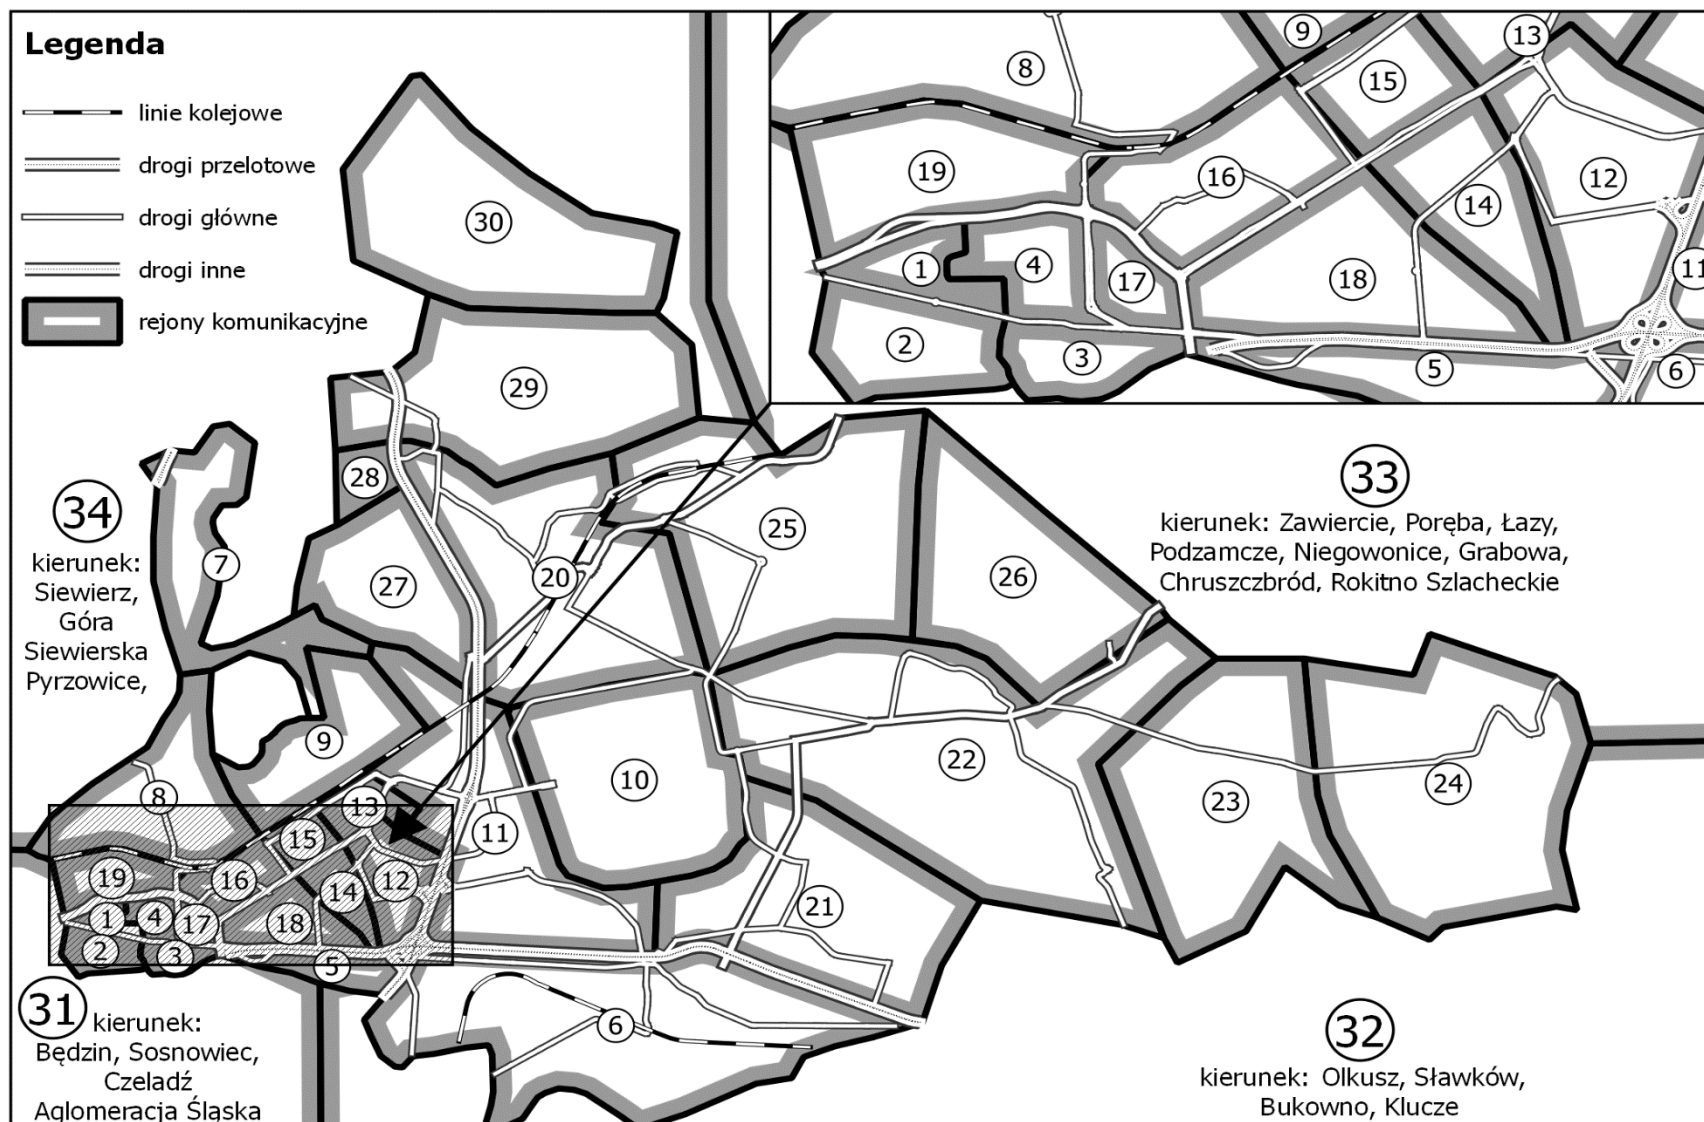 Legenda
linie kolejowe
drogi przelotowe
drogi główne
drogi inne
rejony komunikacyjne
9
13
8
15
19
16
12
14
1
4
17
18
11
2
3
5
6
30
29
28
7
27
20
25
26
34
kierunek:
Siewierz,
Góra
Siewierska
Pyrzowice,
33
kierunek: Zawiercie, Poręba, Łazy,
Podzamcze, Niegowonice, Grabowa,
Chruszczbród, Rokitno Szlacheckie
9
10
22
23
24
8
13
15
11
19
16
14
12
1
4
17
18
21
2
3
5
6
31
kierunek:
Będzin, Sosnowiec,
Czeladź
Aglomeracja Śląska
32
kierunek: Olkusz, Sławków,
Bukowno, Klucze